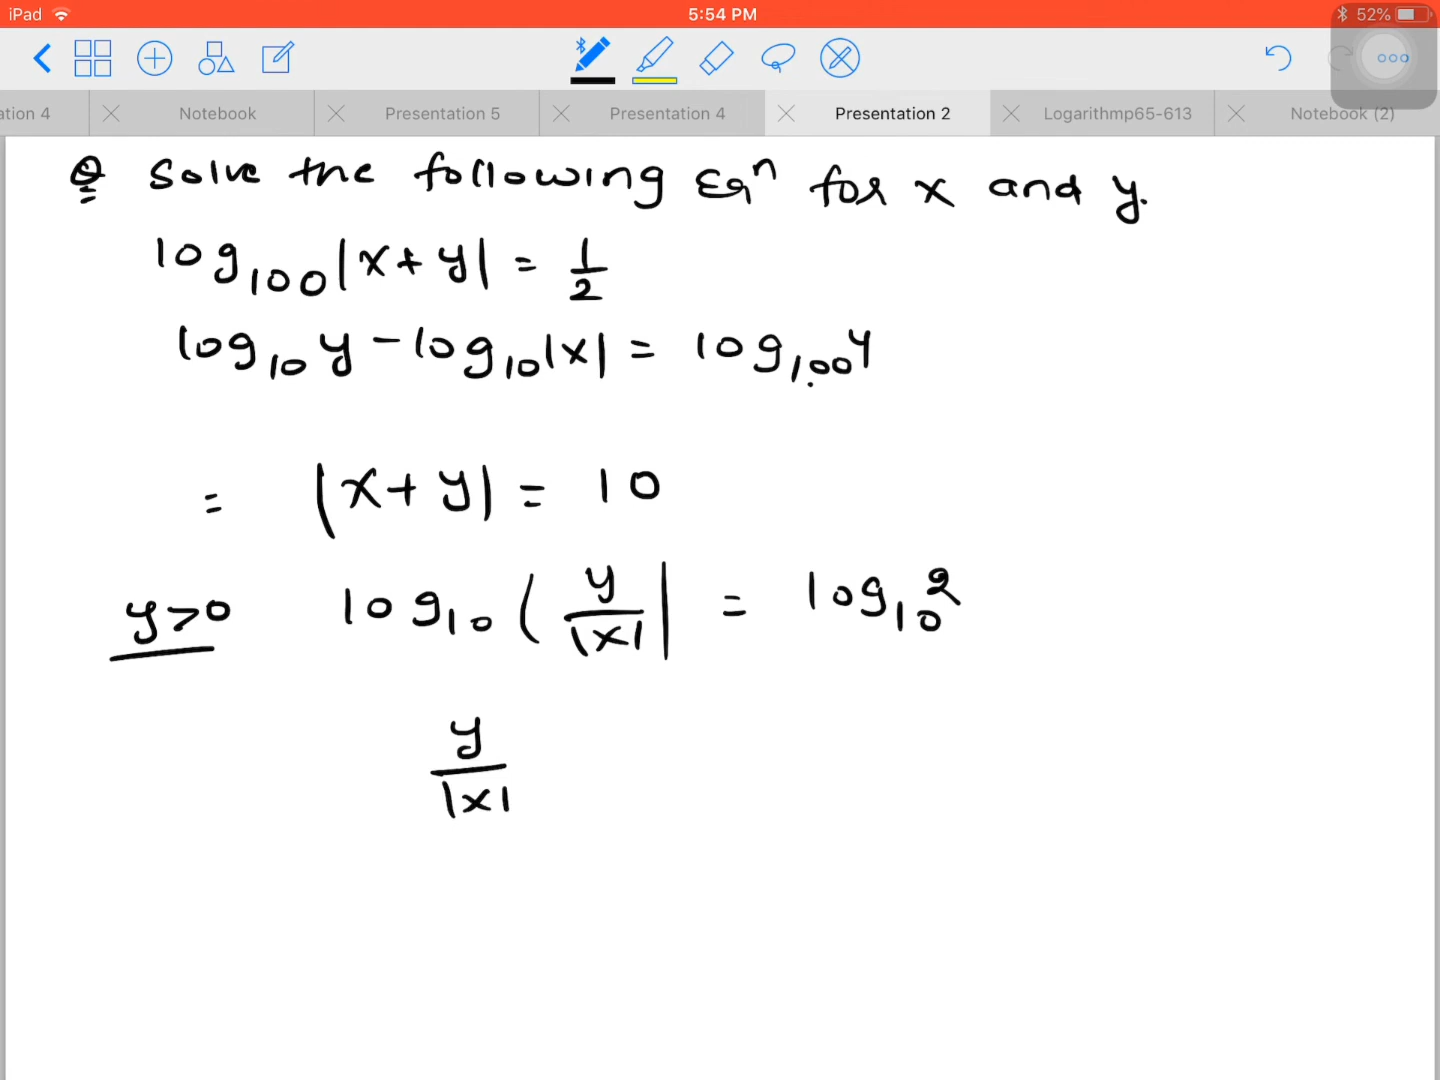 iPad 5:54 PM 52%
ation 4 Notebook Presentation 5 Presentation 4 Presentation 2 Logarithmp65-613 Notebook (2)
Q Solve the following Eqⁿ for x and y.
log₁₀₀|x+y| = 1/2
log₁₀ y - log₁₀|x| = log₁₀₀ 4
= |x+y| = 10
y>0 log₁₀( y/|x| | = log₁₀ 2
y/|x|